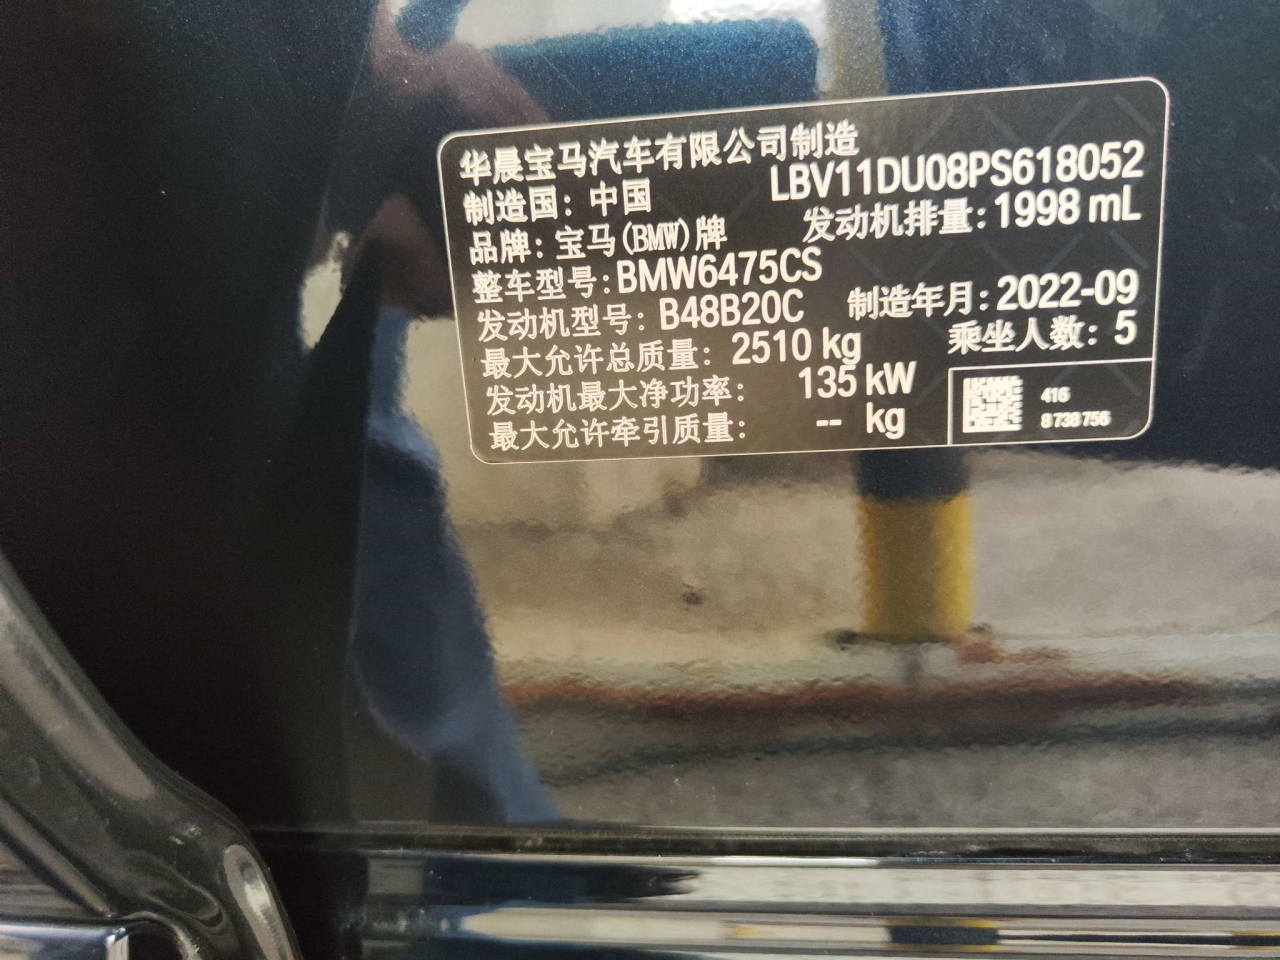 华晨宝马汽车有限公司制造
制造国：中国 LBV11DU08PS618052
品牌：宝马(BMW)牌 发动机排量：1998 mL
整车型号：BMW6475CS
发动机型号：B48B20C 制造年月：2022-09
最大允许总质量：2510 kg 乘坐人数：5
发动机最大净功率：135 kW
最大允许牵引质量：-- kg
416
8 738 756